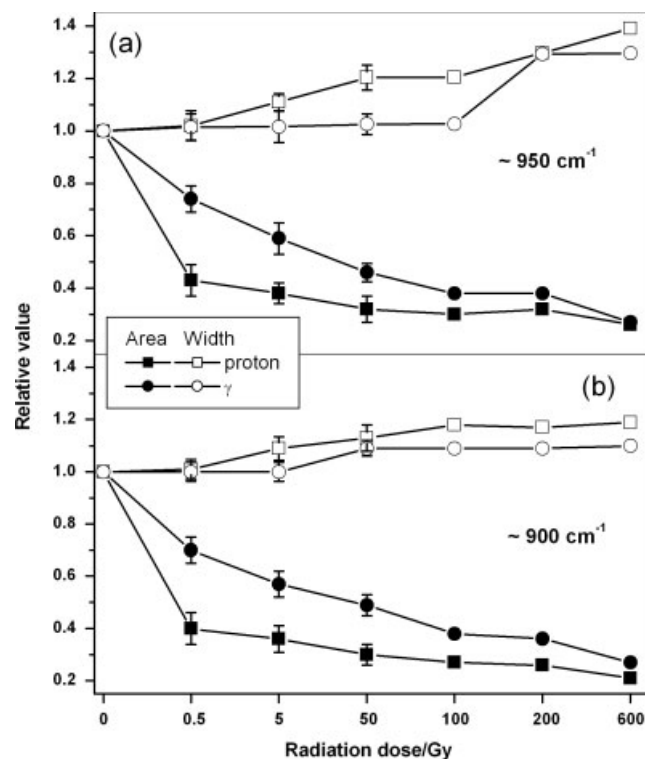 1.4
(a)
1.2
1.0
~ 950 cm⁻¹
0.8
0.6
0.4
0.2
Area Width
proton
γ
Relative value
1.4
(b)
1.2
1.0
~ 900 cm⁻¹
0.8
0.6
0.4
0.2
0 0.5 5 50 100 200 600
Radiation dose/Gy